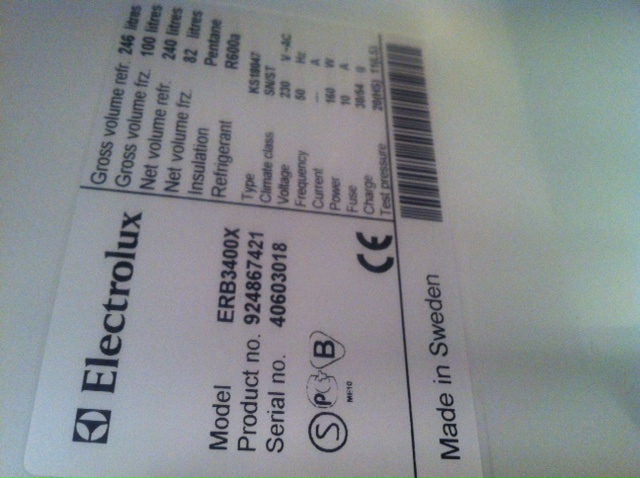 Electrolux
Model ERB3400X
Product no. 924867421
Serial no. 40603018
S B
ME10
CE
Made in Sweden
Gross volume refr. 246 litres
Gross volume frz. 100 litres
Net volume refr. 240 litres
Net volume frz. 82 litres
Insulation Pentane
Refrigerant R600a
Type KS18047
Climate class SN/ST
Voltage 230 V~AC
Frequency 50 Hz
Current --- A
Power 160 W
Fuse 10 A
Charge g
Test pressure